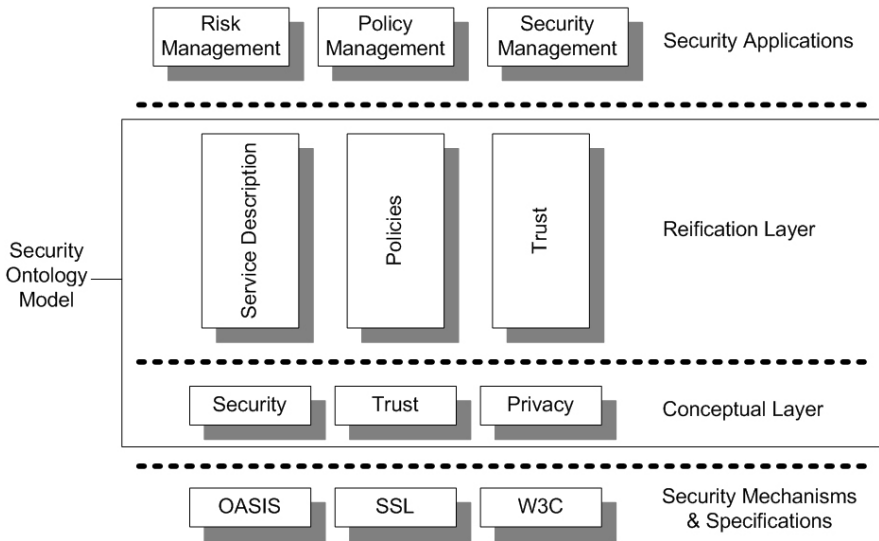 Risk
Management
Policy
Management
Security
Management
Security Applications
Service Description
Policies
Trust
Reification Layer
Security
Ontology
Model
Security
Trust
Privacy
Conceptual Layer
OASIS
SSL
W3C
Security Mechanisms
& Specifications